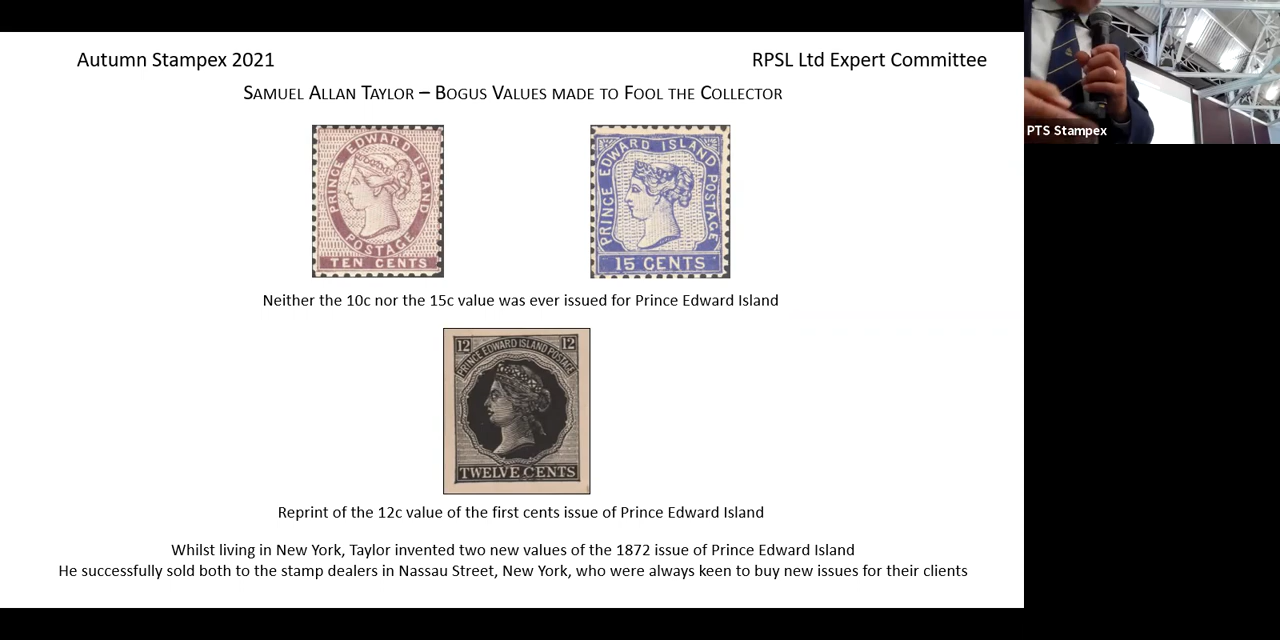 Autumn Stampex 2021
RPSL Ltd Expert Committee
SAMUEL ALLAN TAYLOR – BOGUS VALUES MADE TO FOOL THE COLLECTOR
PRINCE EDWARD ISLAND
POSTAGE
TEN CENTS
PRINCE EDWARD ISLAND POSTAGE
15 CENTS
Neither the 10c nor the 15c value was ever issued for Prince Edward Island
12 12
PRINCE EDWARD ISLAND POSTAGE
TWELVE CENTS
Reprint of the 12c value of the first cents issue of Prince Edward Island
Whilst living in New York, Taylor invented two new values of the 1872 issue of Prince Edward Island
He successfully sold both to the stamp dealers in Nassau Street, New York, who were always keen to buy new issues for their clients
PTS Stampex